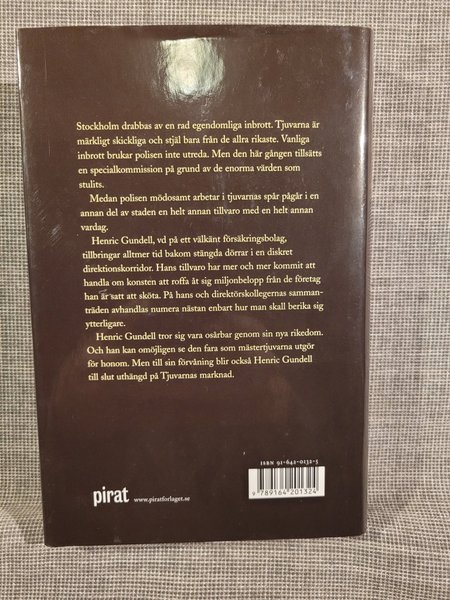 Stockholm drabbas av en rad egendomliga inbrott. Tjuvarna är
märkligt skickliga och stjäl bara från de allra rikaste. Vanliga
inbrott brukar polisen inte utreda. Men den här gången tillsätts
en specialkommission på grund av de enorma värden som
stulits.
Medan polisen mödosamt arbetar i tjuvarnas spår pågår i en
annan del av staden en helt annan tillvaro med en helt annan
vardag.
Henric Gundell, vd på ett välkänt försäkringsbolag,
tillbringar alltmer tid bakom stängda dörrar i en diskret
direktionskorridor. Hans tillvaro har mer och mer kommit att
handla om konsten att roffa åt sig miljonbelopp från de företag
han är satt att sköta. På hans och direktörskollegernas samman-
träden avhandlas numera nästan enbart hur man skall berika sig
ytterligare.
Henric Gundell tror sig vara osårbar genom sin nya rikedom.
Och han kan omöjligen se den fara som mästertjuvarna utgör
för honom. Men till sin förvåning blir också Henric Gundell
till slut uthängd på Tjuvarnas marknad.
ISBN 91-642-0132-5
9 789164 201324
pirat www.piratforlaget.se